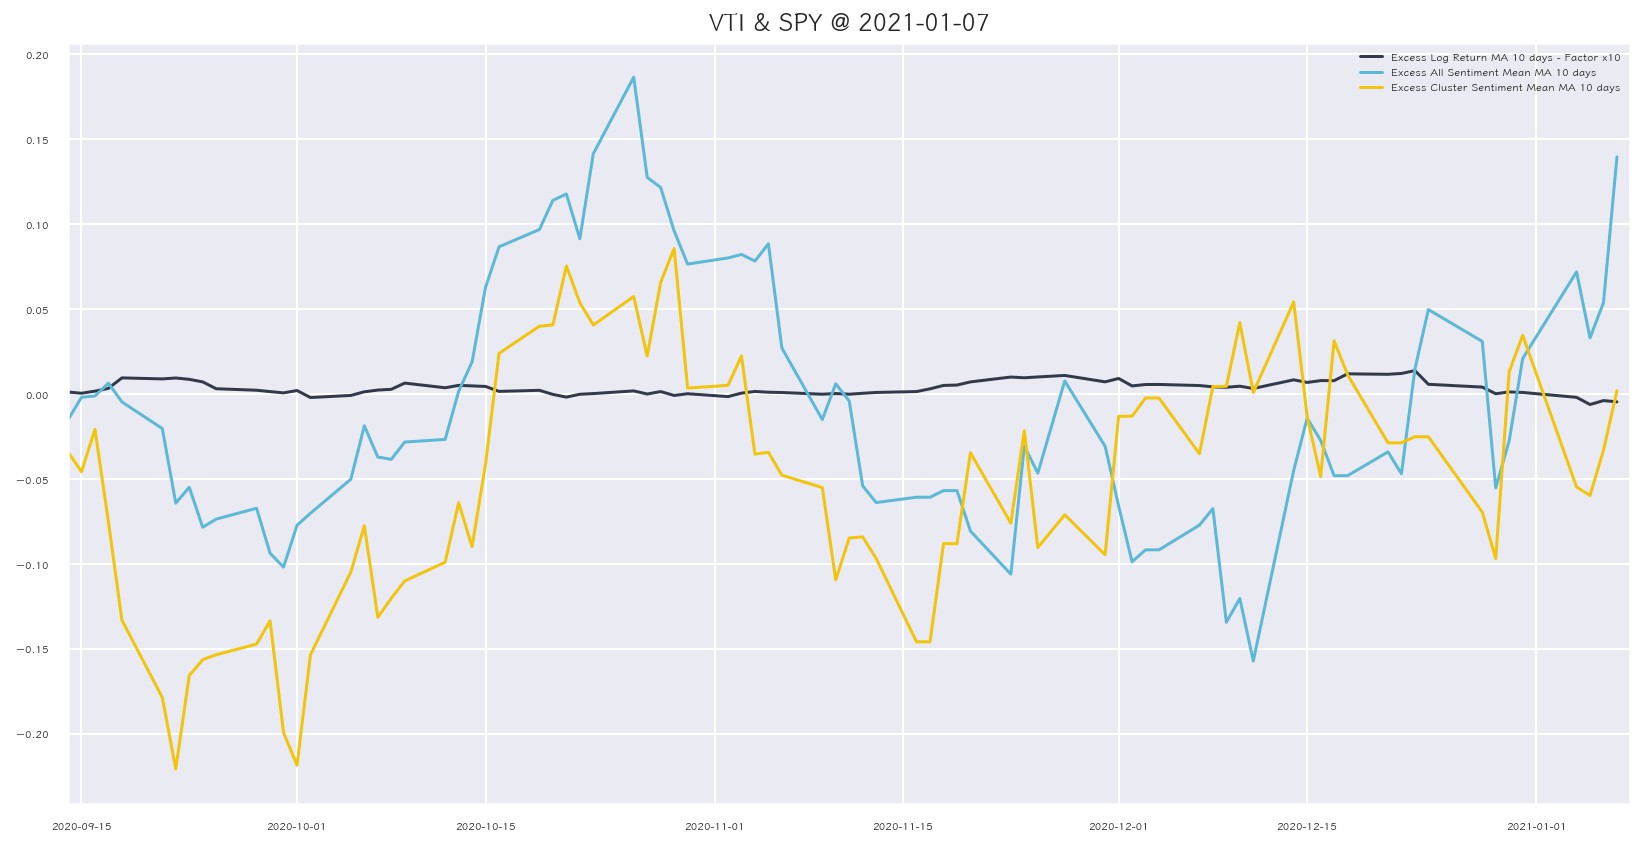 VTI & SPY @ 2021-01-07
Excess Log Return MA 10 days - Factor x10
Excess All Sentiment Mean MA 10 days
Excess Cluster Sentiment Mean MA 10 days
0.20
0.15
0.10
0.05
0.00
−0.05
−0.10
−0.15
−0.20
2020-09-15 2020-10-01 2020-10-15 2020-11-01 2020-11-15 2020-12-01 2020-12-15 2021-01-01